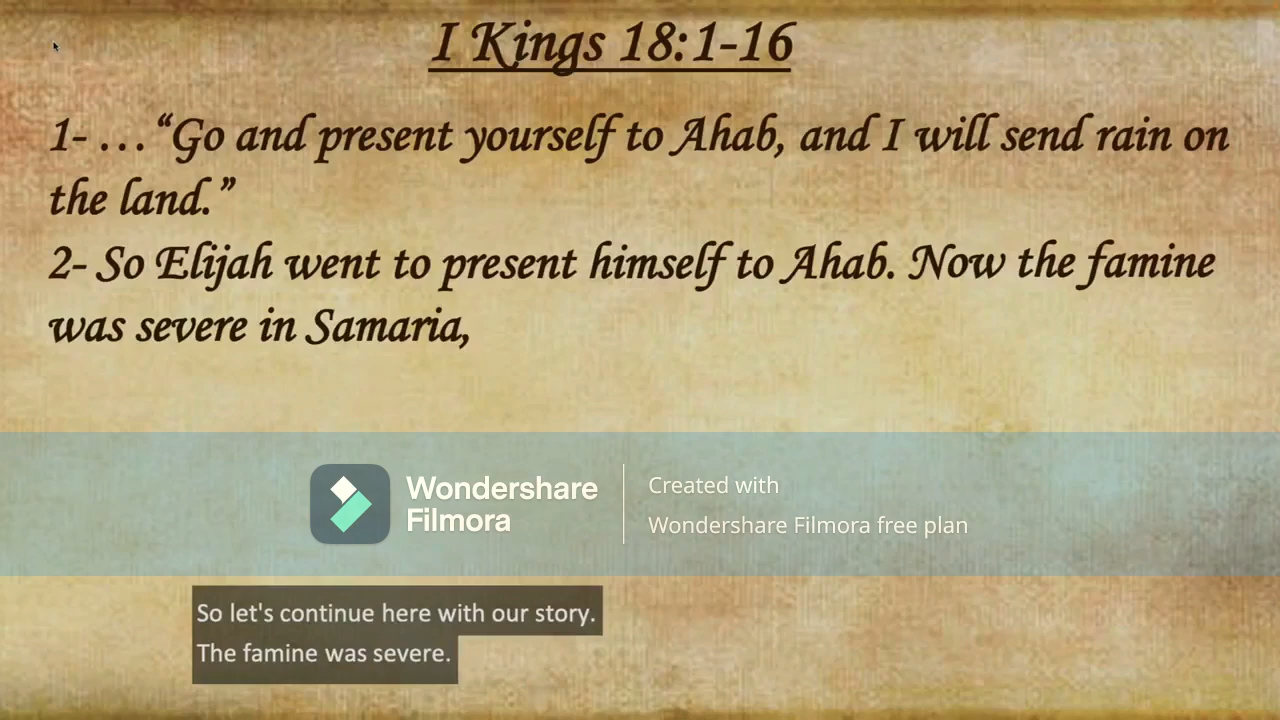 I Kings 18:1-16
1- …“Go and present yourself to Ahab, and I will send rain on
the land.”
2- So Elijah went to present himself to Ahab. Now the famine
was severe in Samaria,
Wondershare
Filmora
Created with
Wondershare Filmora free plan
So let's continue here with our story.
The famine was severe.